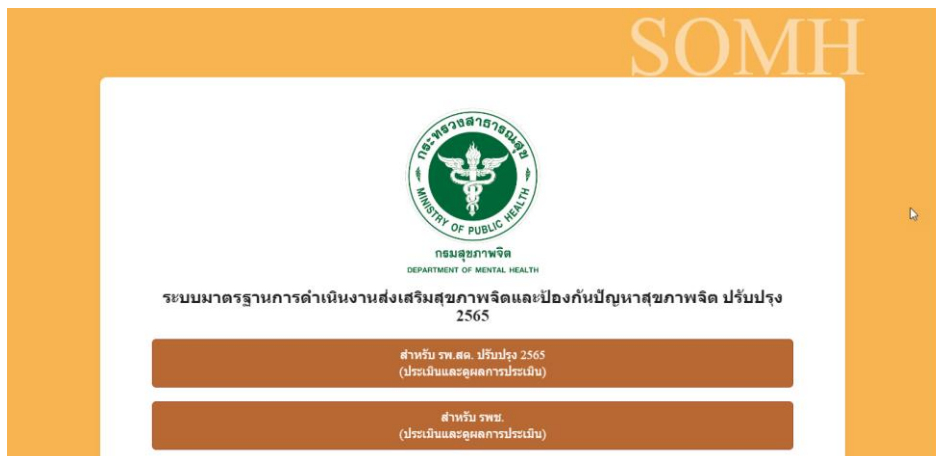 SOMH
กระทรวงสาธารณสุข
MINISTRY OF PUBLIC HEALTH
กรมสุขภาพจิต
DEPARTMENT OF MENTAL HEALTH
ระบบมาตรฐานการดำเนินงานส่งเสริมสุขภาพจิตและป้องกันปัญหาสุขภาพจิต ปรับปรุง
2565
สำหรับ รพ.สต. ปรับปรุง 2565
(ประเมินและดูผลการประเมิน)
สำหรับ รพช.
(ประเมินและดูผลการประเมิน)